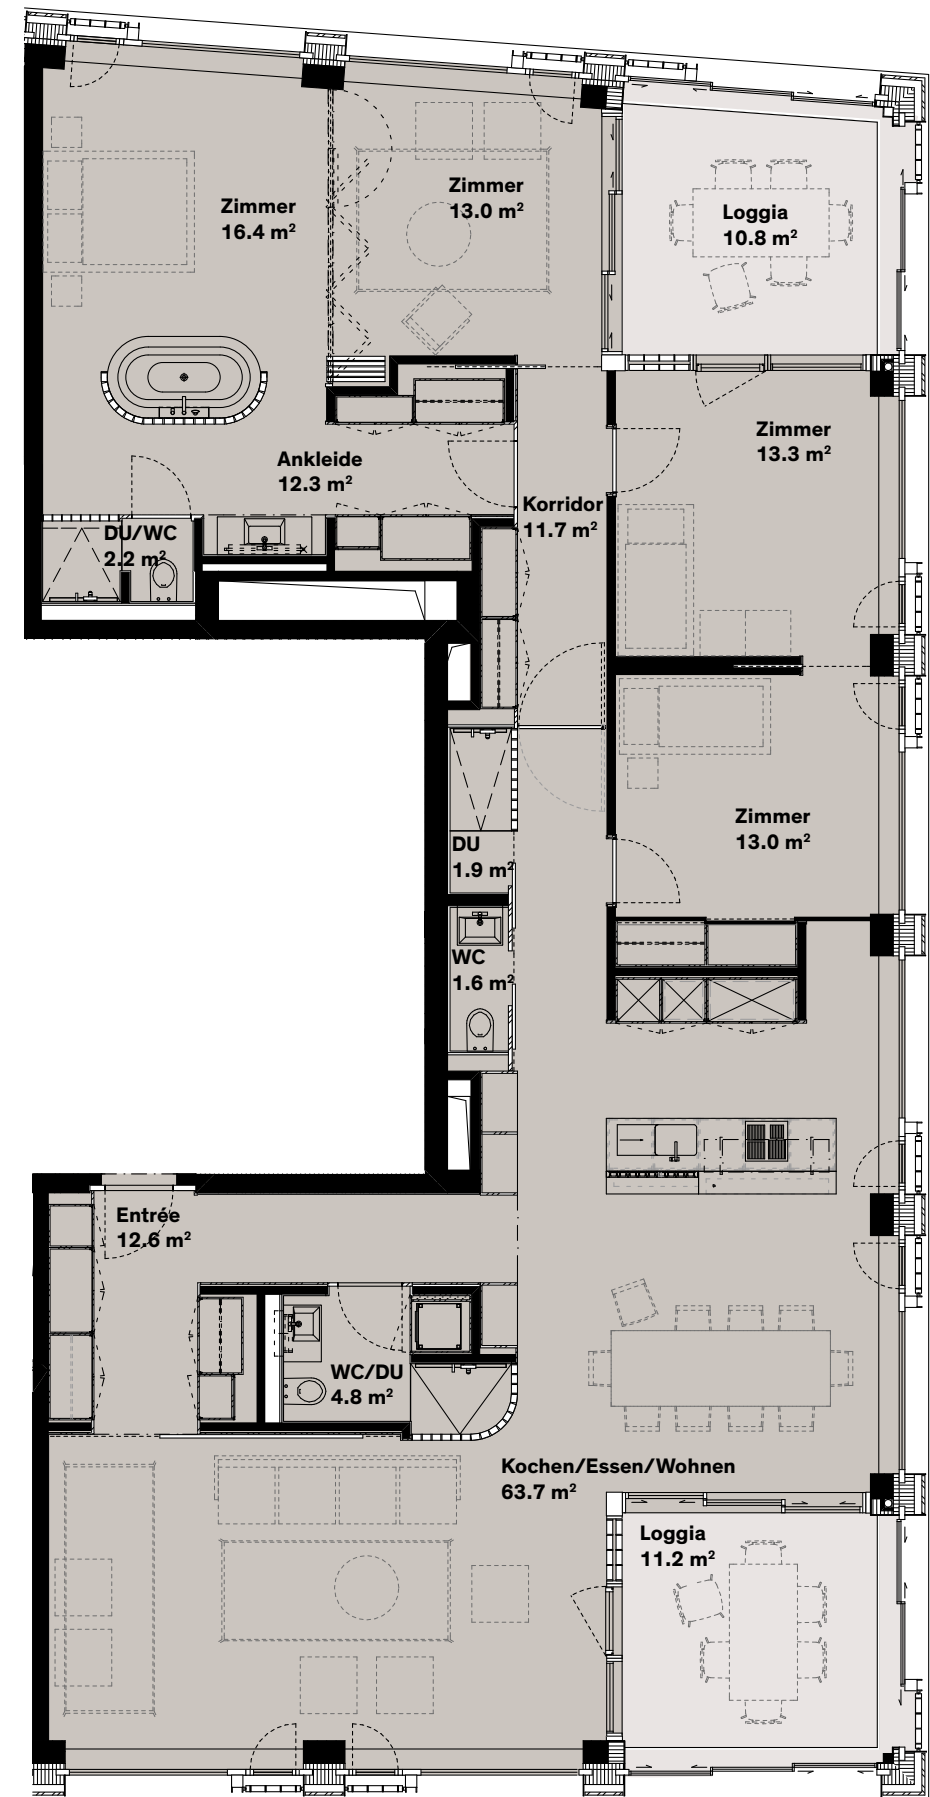 Zimmer
16.4 m²
Zimmer
13.0 m²
Loggia
10.8 m²
Zimmer
13.3 m²
Ankleide
12.3 m²
Korridor
11.7 m²
DU/WC
2.2 m²
Zimmer
13.0 m²
DU
1.9 m²
WC
1.6 m²
Entrée
12.6 m²
WC/DU
4.8 m²
Kochen/Essen/Wohnen
63.7 m²
Loggia
11.2 m²